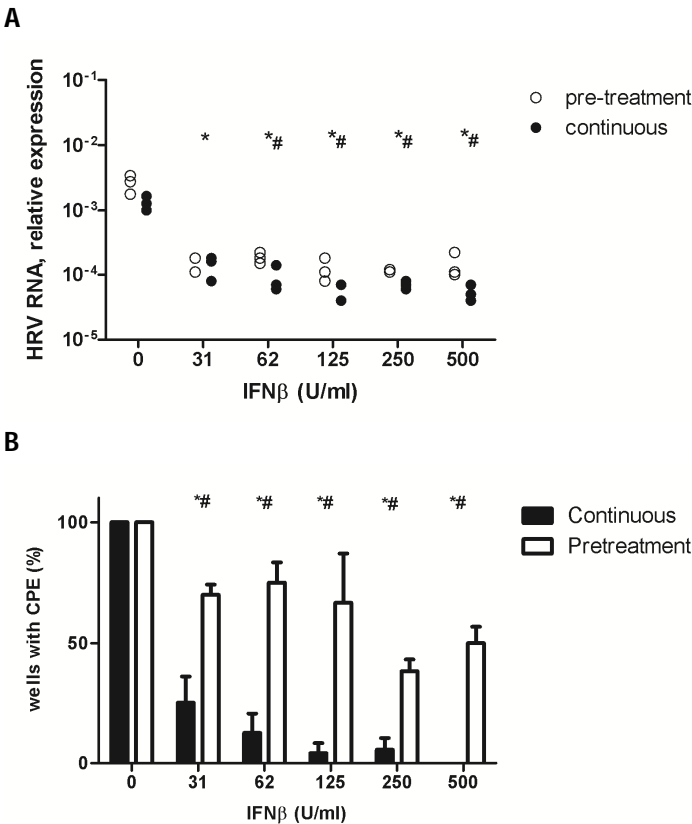 A
HRV RNA, relative expression
10-1
10-2
10-3
10-4
10-5
* *# *# *# *#
0 31 62 125 250 500
IFNβ (U/ml)
pre-treatment
continuous
B
wells with CPE (%)
100
50
0
*# *# *# *# *#
0 31 62 125 250 500
IFNβ (U/ml)
Continuous
Pretreatment